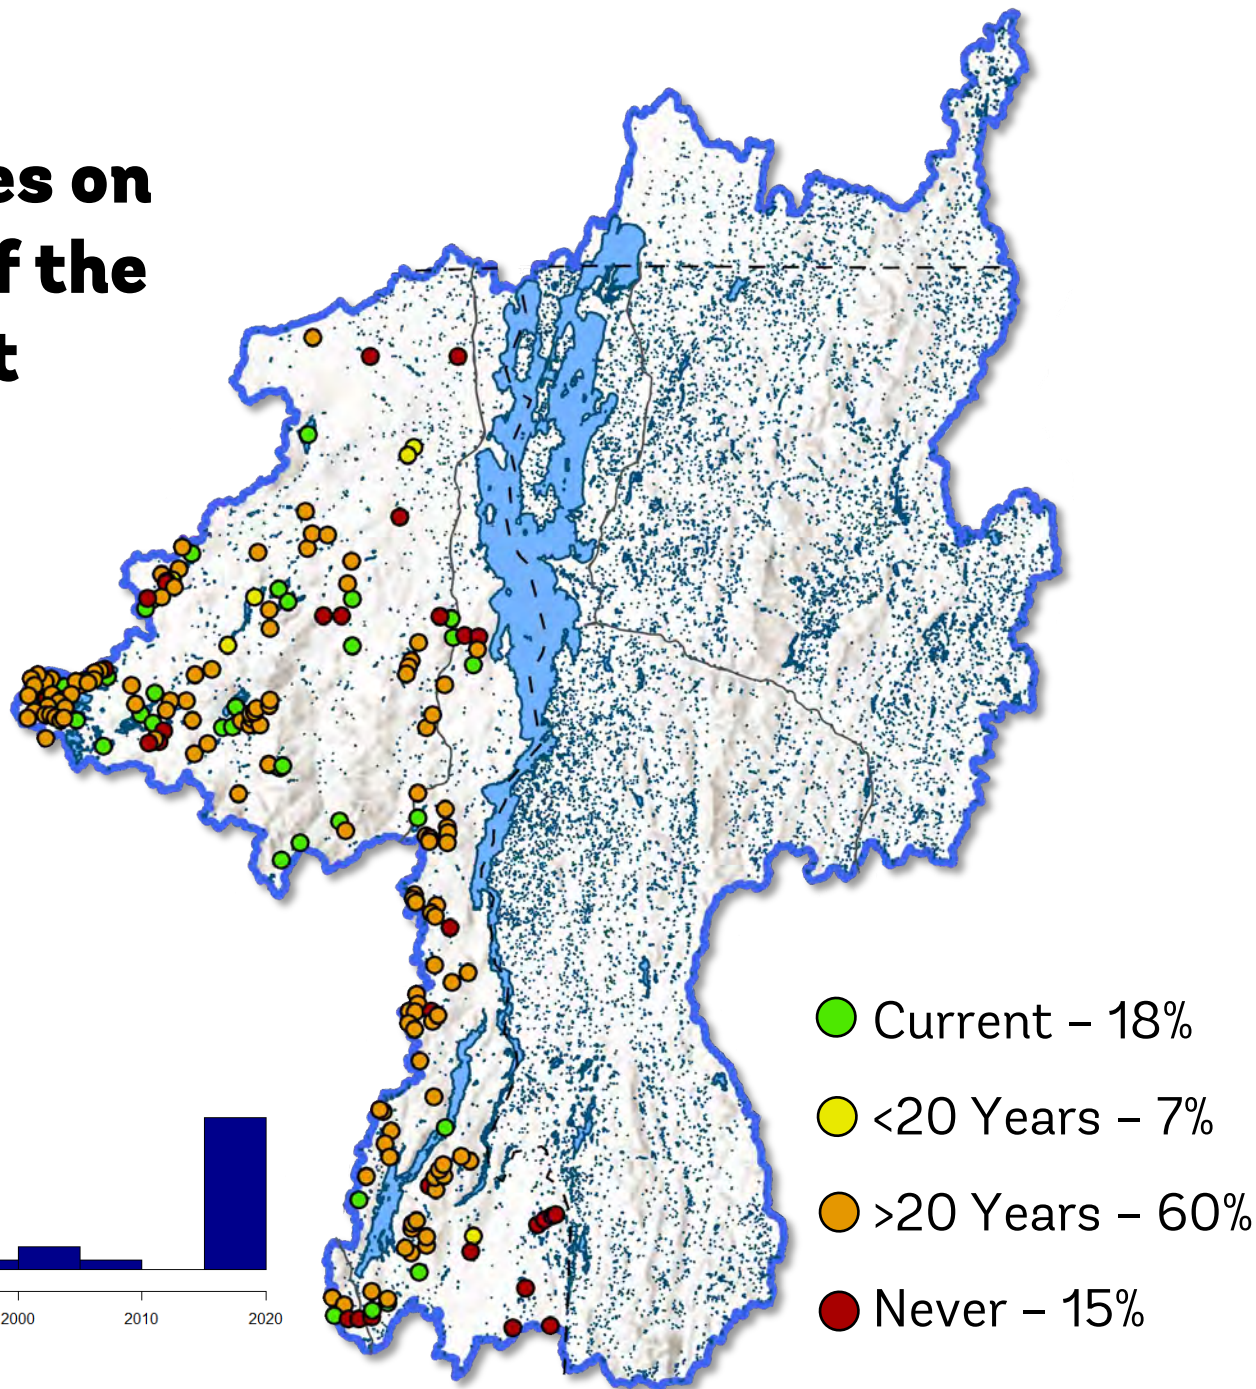 es on
f the
t
Current – 18%
<20 Years – 7%
>20 Years – 60%
Never – 15%
2000 2010 2020